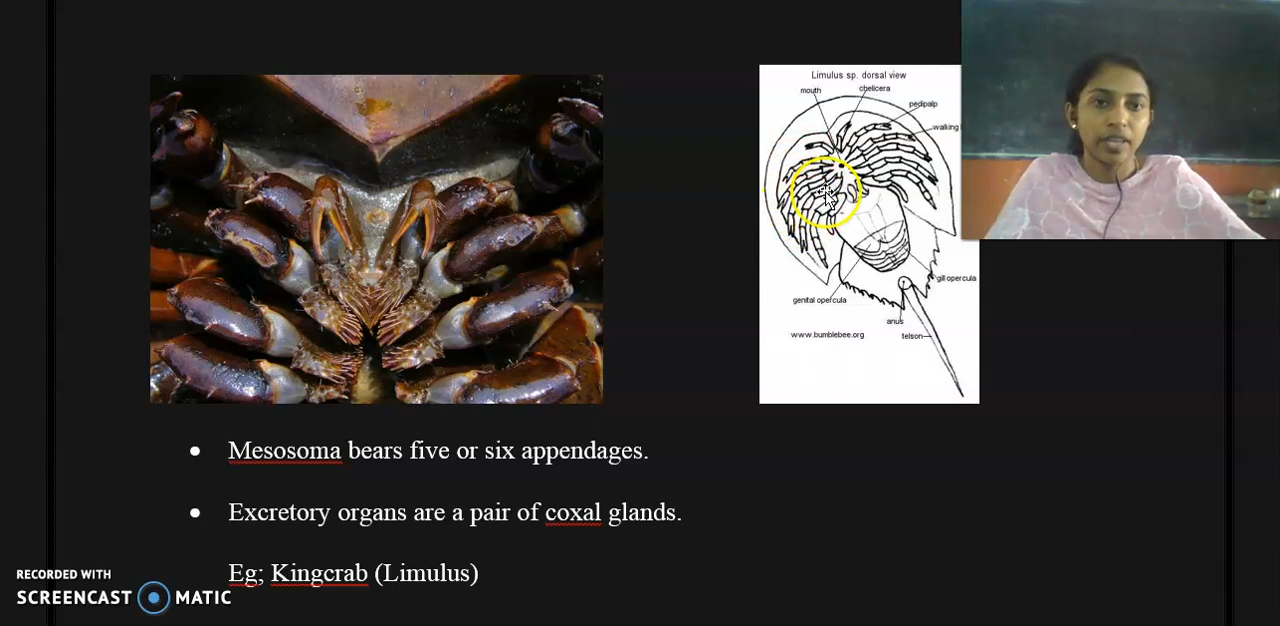 Limulus sp. dorsal view
mouth
chelicera
pedipalp
walking
gill opercula
genital opercula
anus
www.bumblebee.org
telson
• Mesosoma bears five or six appendages.
• Excretory organs are a pair of coxal glands.
Eg; Kingcrab (Limulus)
RECORDED WITH
SCREENCAST MATIC